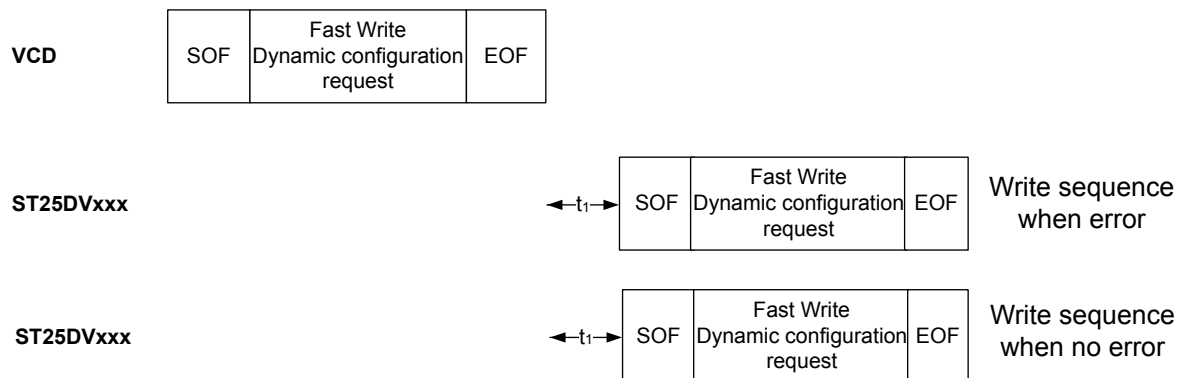 VCD
SOF
Fast Write
Dynamic configuration
request
EOF
ST25DVxxx
t1
SOF
Fast Write
Dynamic configuration
request
EOF
Write sequence
when error
ST25DVxxx
t1
SOF
Fast Write
Dynamic configuration
request
EOF
Write sequence
when no error